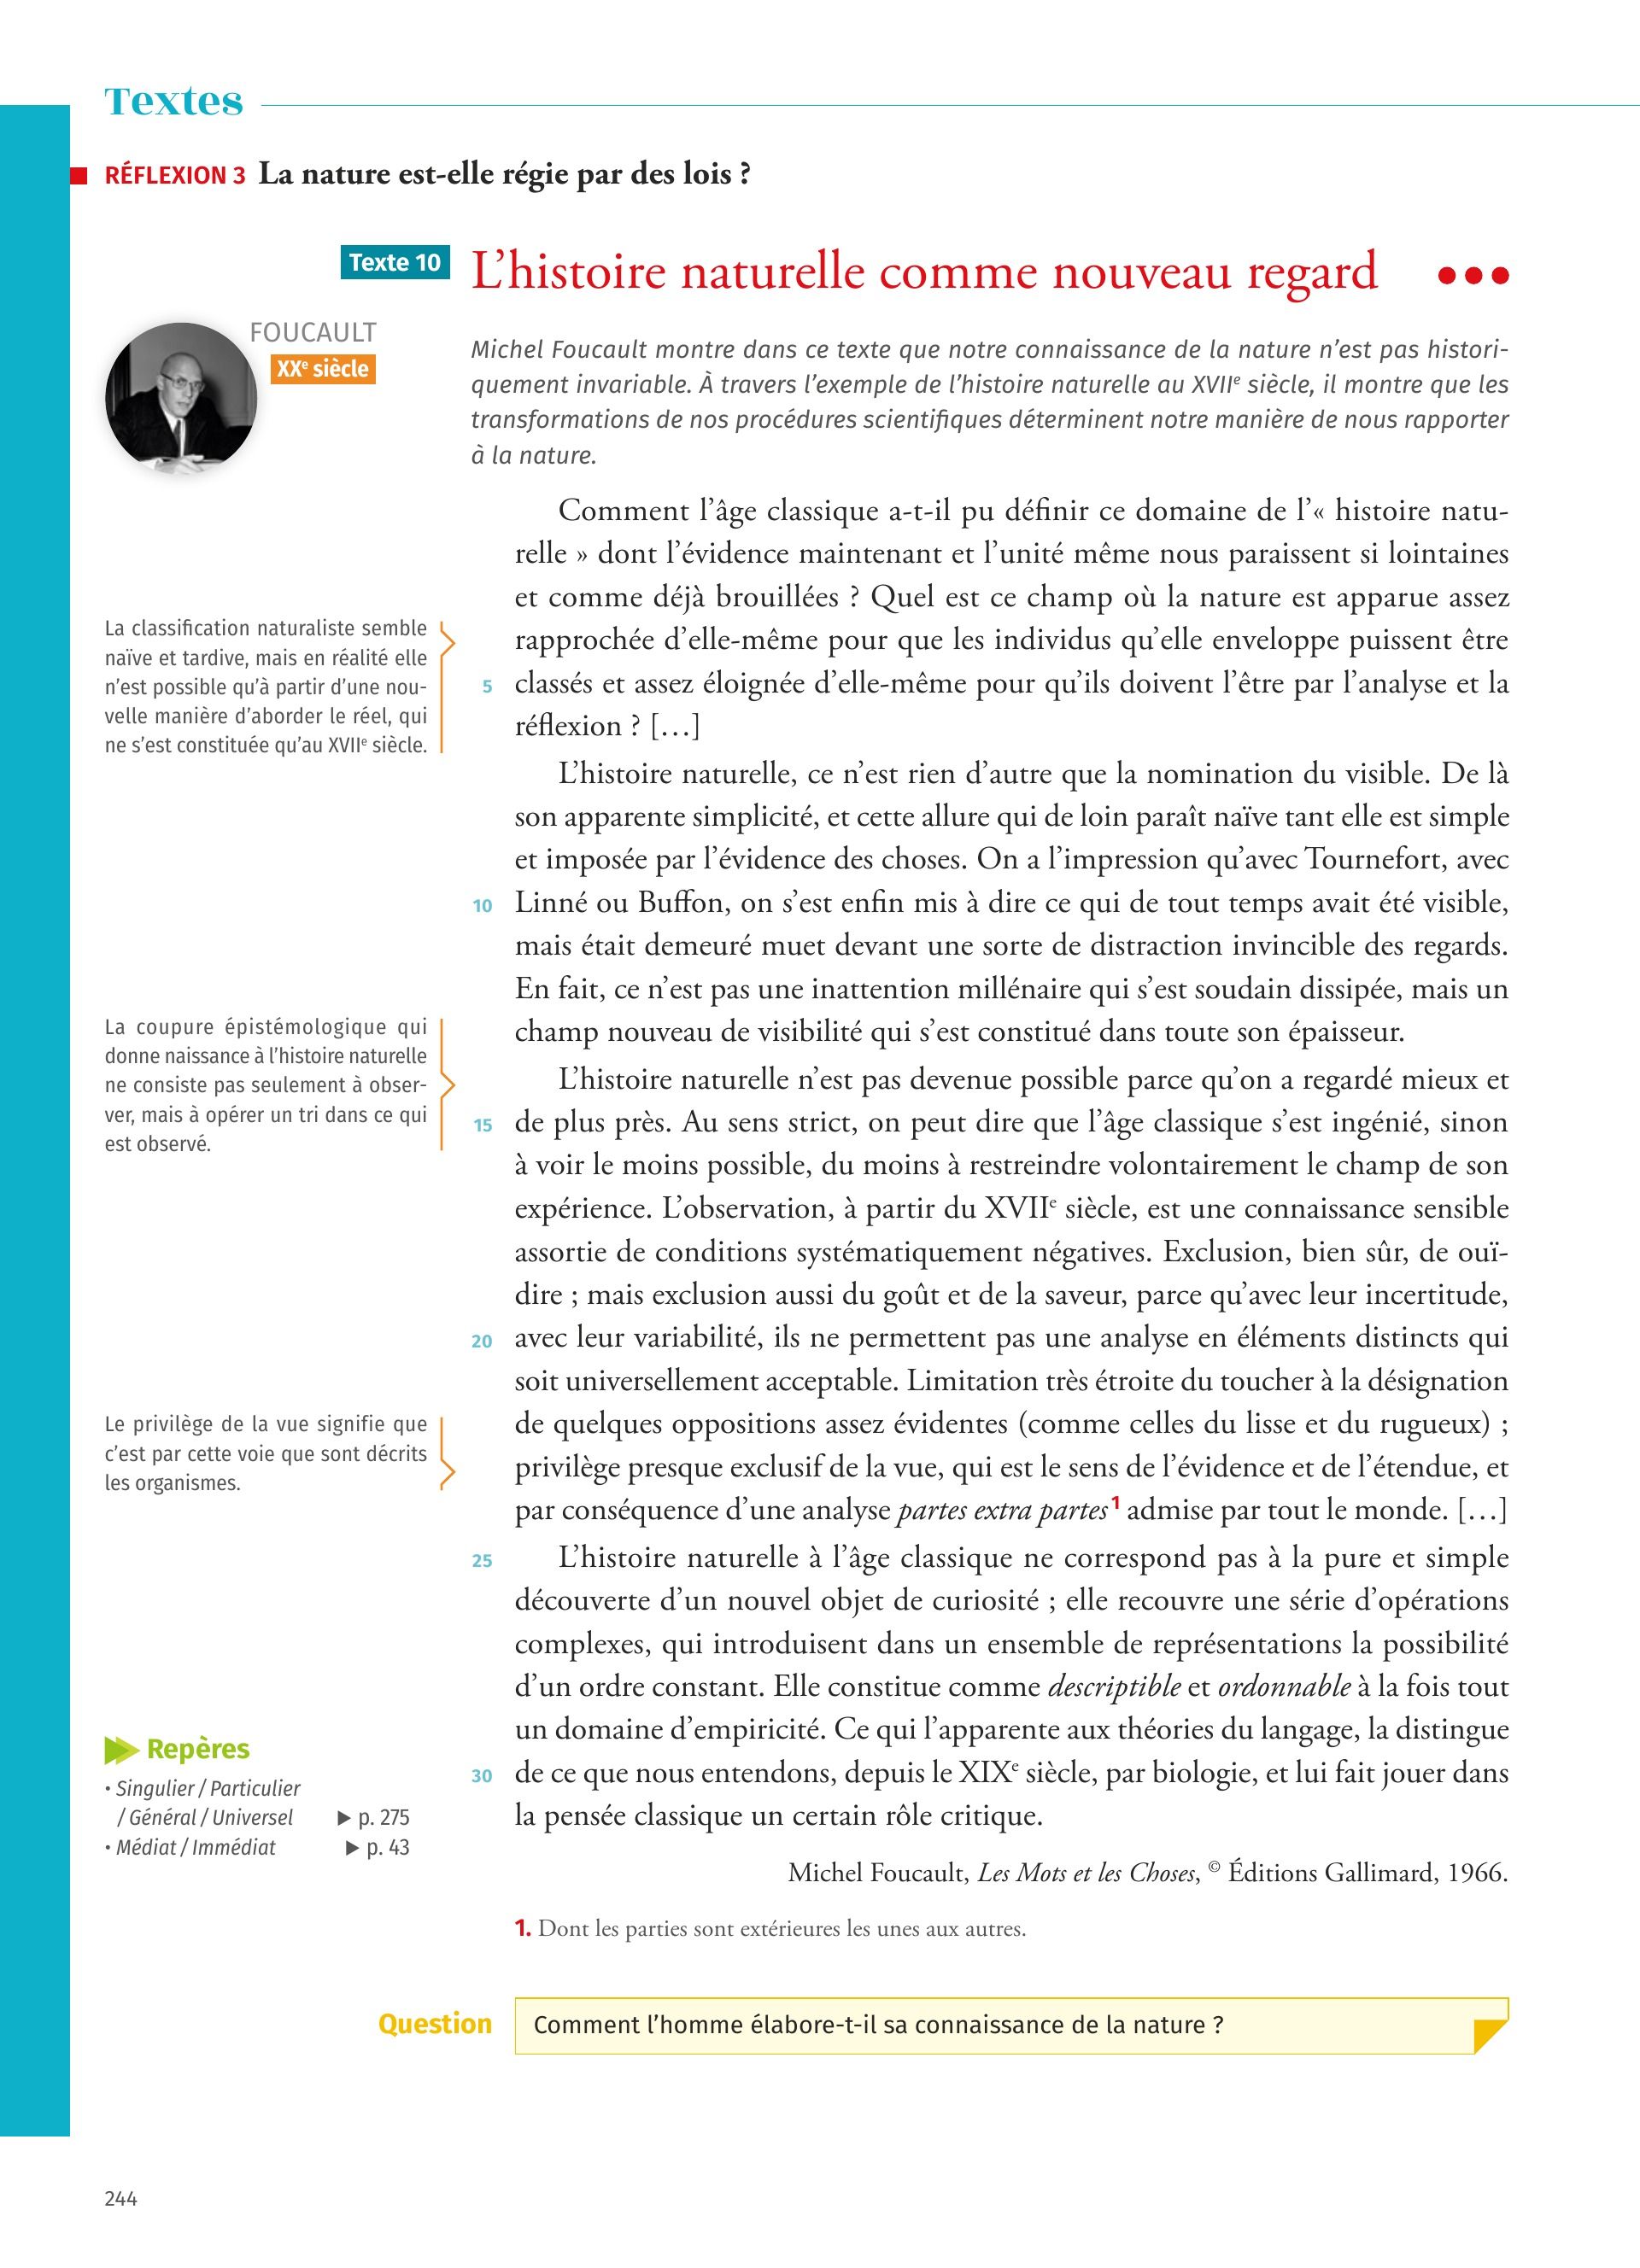 Textes
RÉFLEXION 3 La nature est-elle régie par des lois ?
Texte 10 L’histoire naturelle comme nouveau regard
FOUCAULT
XXe siècle
Michel Foucault montre dans ce texte que notre connaissance de la nature n’est pas histori-
quement invariable. À travers l’exemple de l’histoire naturelle au XVIIe siècle, il montre que les
transformations de nos procédures scientifiques déterminent notre manière de nous rapporter
à la nature.
Comment l’âge classique a-t-il pu définir ce domaine de l’« histoire natu-
relle » dont l’évidence maintenant et l’unité même nous paraissent si lointaines
et comme déjà brouillées ? Quel est ce champ où la nature est apparue assez
rapprochée d’elle-même pour que les individus qu’elle enveloppe puissent être
5 classés et assez éloignée d’elle-même pour qu’ils doivent l’être par l’analyse et la
réflexion ? […]
La classification naturaliste semble
naïve et tardive, mais en réalité elle
n’est possible qu’à partir d’une nou-
velle manière d’aborder le réel, qui
ne s’est constituée qu’au XVIIe siècle.
L’histoire naturelle, ce n’est rien d’autre que la nomination du visible. De là
son apparente simplicité, et cette allure qui de loin paraît naïve tant elle est simple
et imposée par l’évidence des choses. On a l’impression qu’avec Tournefort, avec
10 Linné ou Buffon, on s’est enfin mis à dire ce qui de tout temps avait été visible,
mais était demeuré muet devant une sorte de distraction invincible des regards.
En fait, ce n’est pas une inattention millénaire qui s’est soudain dissipée, mais un
champ nouveau de visibilité qui s’est constitué dans toute son épaisseur.
La coupure épistémologique qui
donne naissance à l’histoire naturelle
ne consiste pas seulement à obser-
ver, mais à opérer un tri dans ce qui
est observé.
L’histoire naturelle n’est pas devenue possible parce qu’on a regardé mieux et
15 de plus près. Au sens strict, on peut dire que l’âge classique s’est ingénié, sinon
à voir le moins possible, du moins à restreindre volontairement le champ de son
expérience. L’observation, à partir du XVIIe siècle, est une connaissance sensible
assortie de conditions systématiquement négatives. Exclusion, bien sûr, de ouï-
dire ; mais exclusion aussi du goût et de la saveur, parce qu’avec leur incertitude,
20 avec leur variabilité, ils ne permettent pas une analyse en éléments distincts qui
soit universellement acceptable. Limitation très étroite du toucher à la désignation
de quelques oppositions assez évidentes (comme celles du lisse et du rugueux) ;
privilège presque exclusif de la vue, qui est le sens de l’évidence et de l’étendue, et
par conséquence d’une analyse partes extra partes1 admise par tout le monde. […]
Le privilège de la vue signifie que
c’est par cette voie que sont décrits
les organismes.
25 L’histoire naturelle à l’âge classique ne correspond pas à la pure et simple
découverte d’un nouvel objet de curiosité ; elle recouvre une série d’opérations
complexes, qui introduisent dans un ensemble de représentations la possibilité
d’un ordre constant. Elle constitue comme descriptible et ordonnable à la fois tout
un domaine d’empiricité. Ce qui l’apparente aux théories du langage, la distingue
30 de ce que nous entendons, depuis le XIXe siècle, par biologie, et lui fait jouer dans
la pensée classique un certain rôle critique.
Repères
• Singulier / Particulier
/ Général / Universel ▶ p. 275
• Médiat / Immédiat ▶ p. 43
Michel Foucault, Les Mots et les Choses, © Éditions Gallimard, 1966.
1. Dont les parties sont extérieures les unes aux autres.
Question Comment l’homme élabore-t-il sa connaissance de la nature ?
244